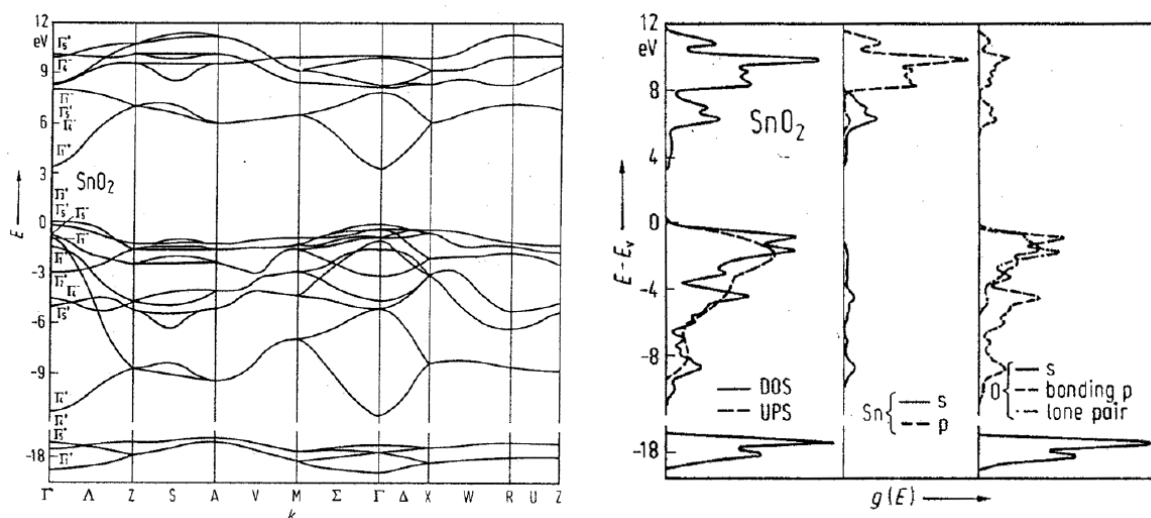 12
eV
9
6
3
0
-3
-6
-9
-18
E
SnO2
Γ Λ Z S A V M Σ Γ Δ X W R U Z
k
12
eV
8
4
0
-4
-8
-18
E-Ev
SnO2
DOS
UPS
Sn { s
p
O { s
bonding p
lone pair
g(E)